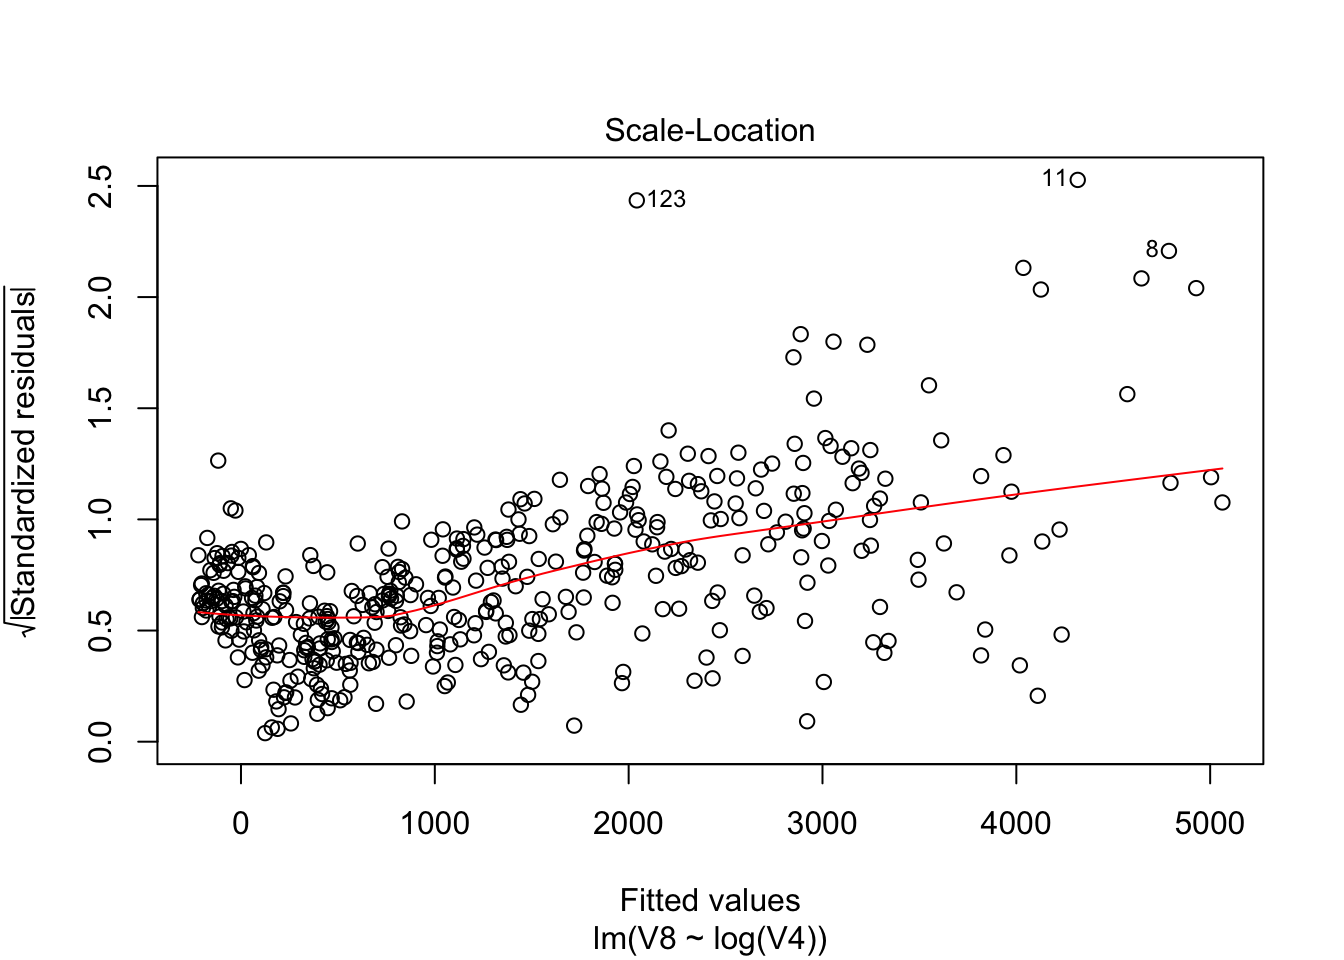 Scale-Location
√|Standardized residuals|
2.5
2.0
1.5
1.0
0.5
0.0
123
11
8
0 1000 2000 3000 4000 5000
Fitted values
lm(V8 ~ log(V4))